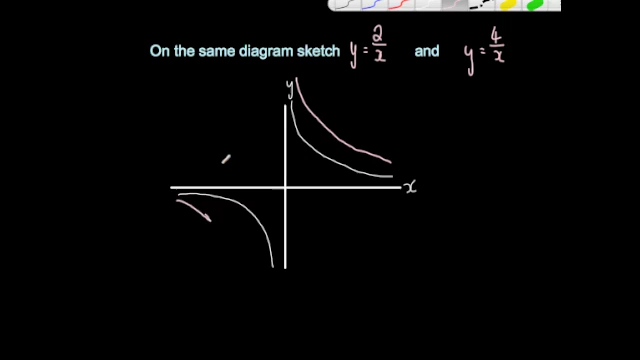 On the same diagram sketch y = 2/x and y = 4/x
y
x